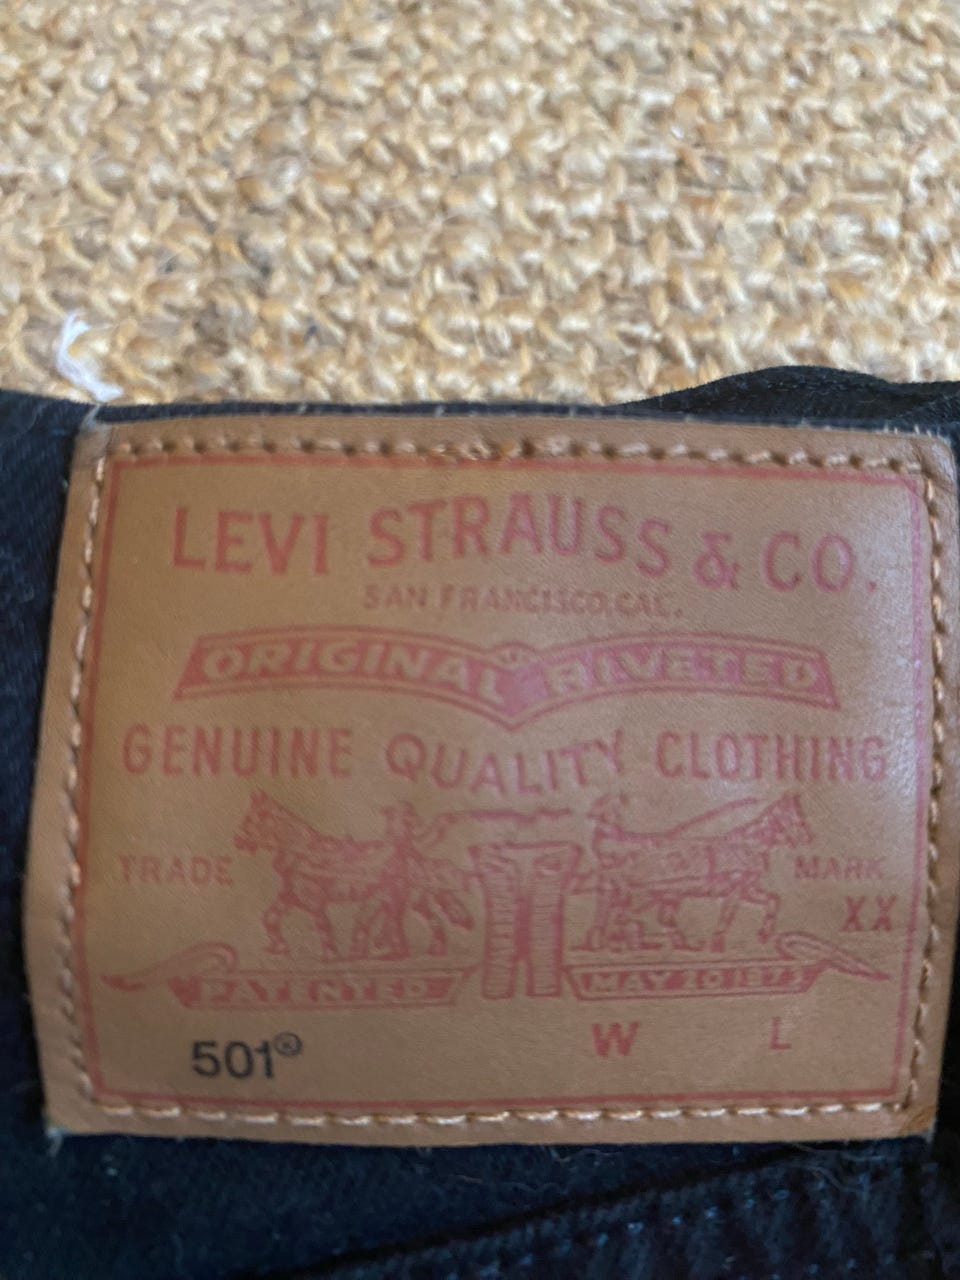 LEVI STRAUSS & CO.
SAN FRANCISCO, CAL.
ORIGINAL RIVETED
GENUINE QUALITY CLOTHING
TRADE MARK
XX
PATENTED MAY 20 1873
501® W L